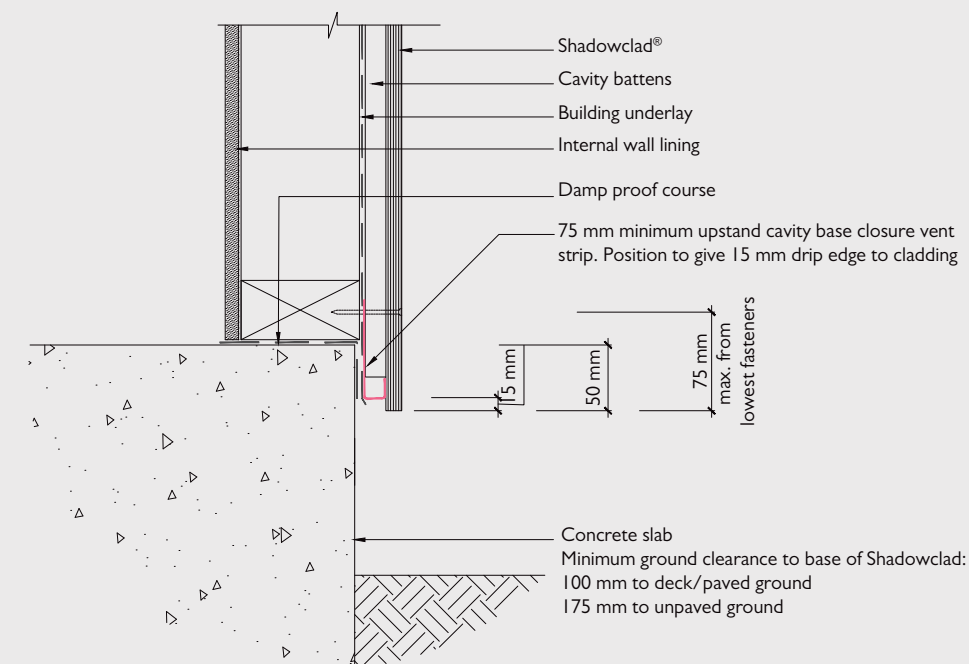 Shadowclad®
Cavity battens
Building underlay
Internal wall lining
Damp proof course
75 mm minimum upstand cavity base closure vent
strip. Position to give 15 mm drip edge to cladding
15 mm
50 mm
75 mm
max. from
lowest fasteners
Concrete slab
Minimum ground clearance to base of Shadowclad:
100 mm to deck/paved ground
175 mm to unpaved ground